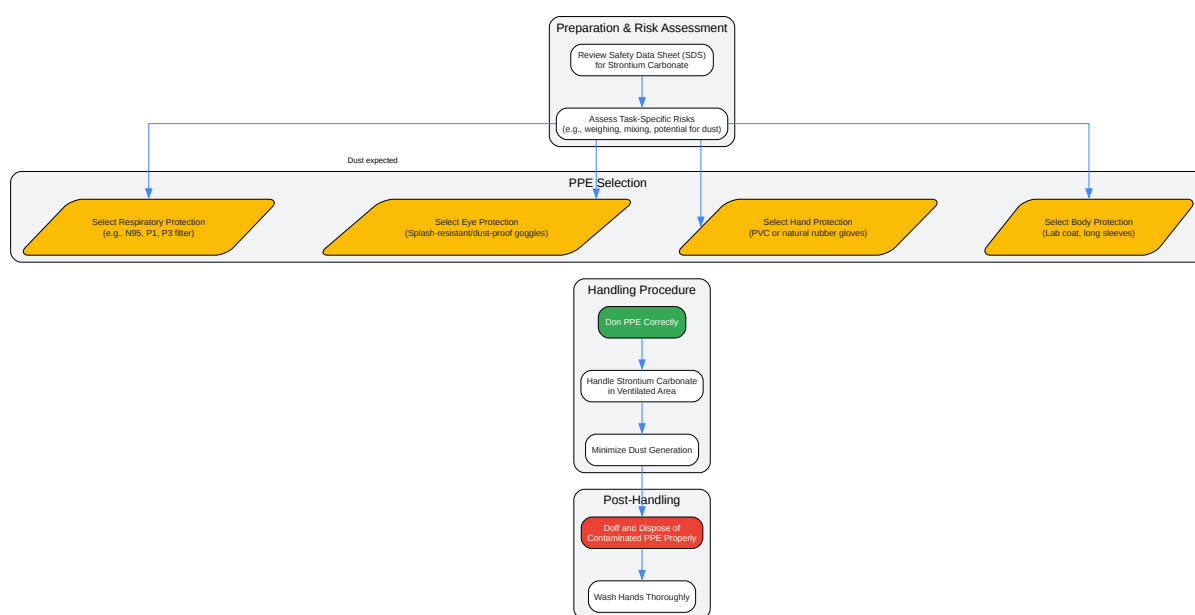 Preparation & Risk Assessment
Review Safety Data Sheet (SDS)
for Strontium Carbonate
Assess Task-Specific Risks
(e.g., weighing, mixing, potential for dust)
Dust expected
PPE Selection
Select Respiratory Protection
(e.g., N95, P1, P3 filter)
Select Eye Protection
(Splash-resistant/dust-proof goggles)
Select Hand Protection
(PVC or natural rubber gloves)
Select Body Protection
(Lab coat, long sleeves)
Handling Procedure
Don PPE Correctly
Handle Strontium Carbonate
in Ventilated Area
Minimize Dust Generation
Post-Handling
Doff and Dispose of
Contaminated PPE Properly
Wash Hands Thoroughly